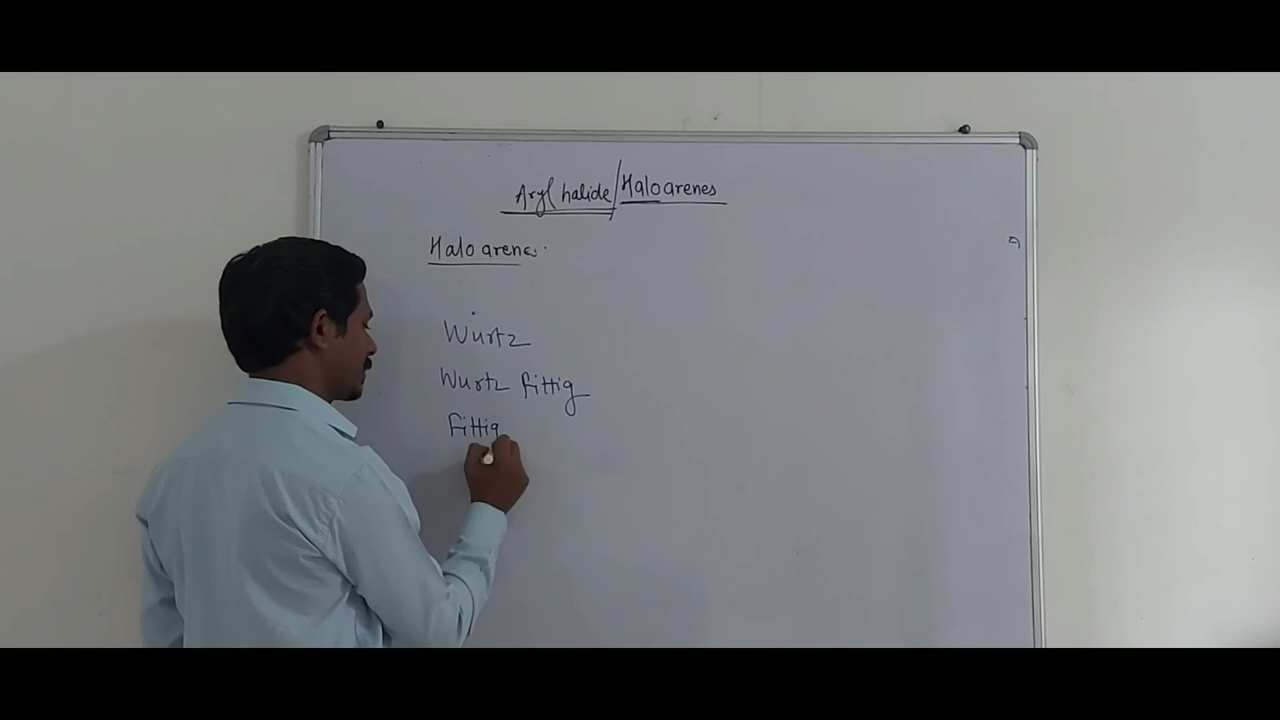 Aryl halide/Haloarenes
Haloarenes.
Wurtz
Wurtz fittig
fittig